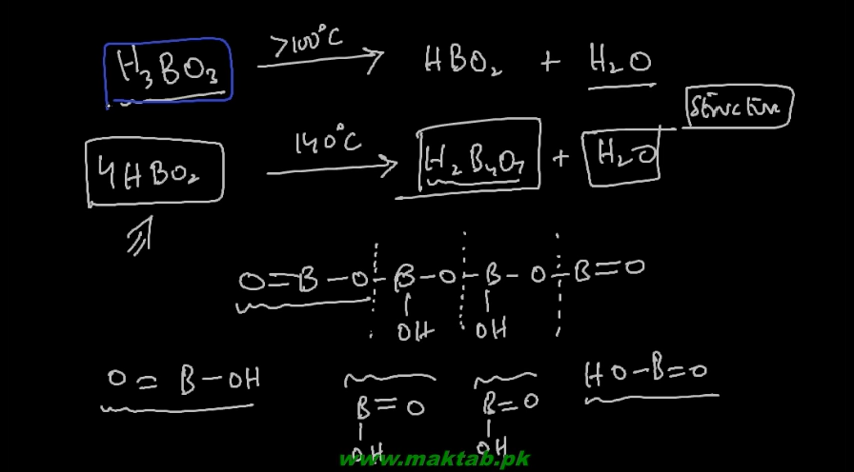 H₃BO₃ >100°C → HBO₂ + H₂O
Structure
4HBO₂ 140°C → H₂B₄O₇ + H₂O
O=B-O-B-O-B-O-B=O
OH OH
O=B-OH B=O B=O HO-B=O
OH OH
www.maktab.pk